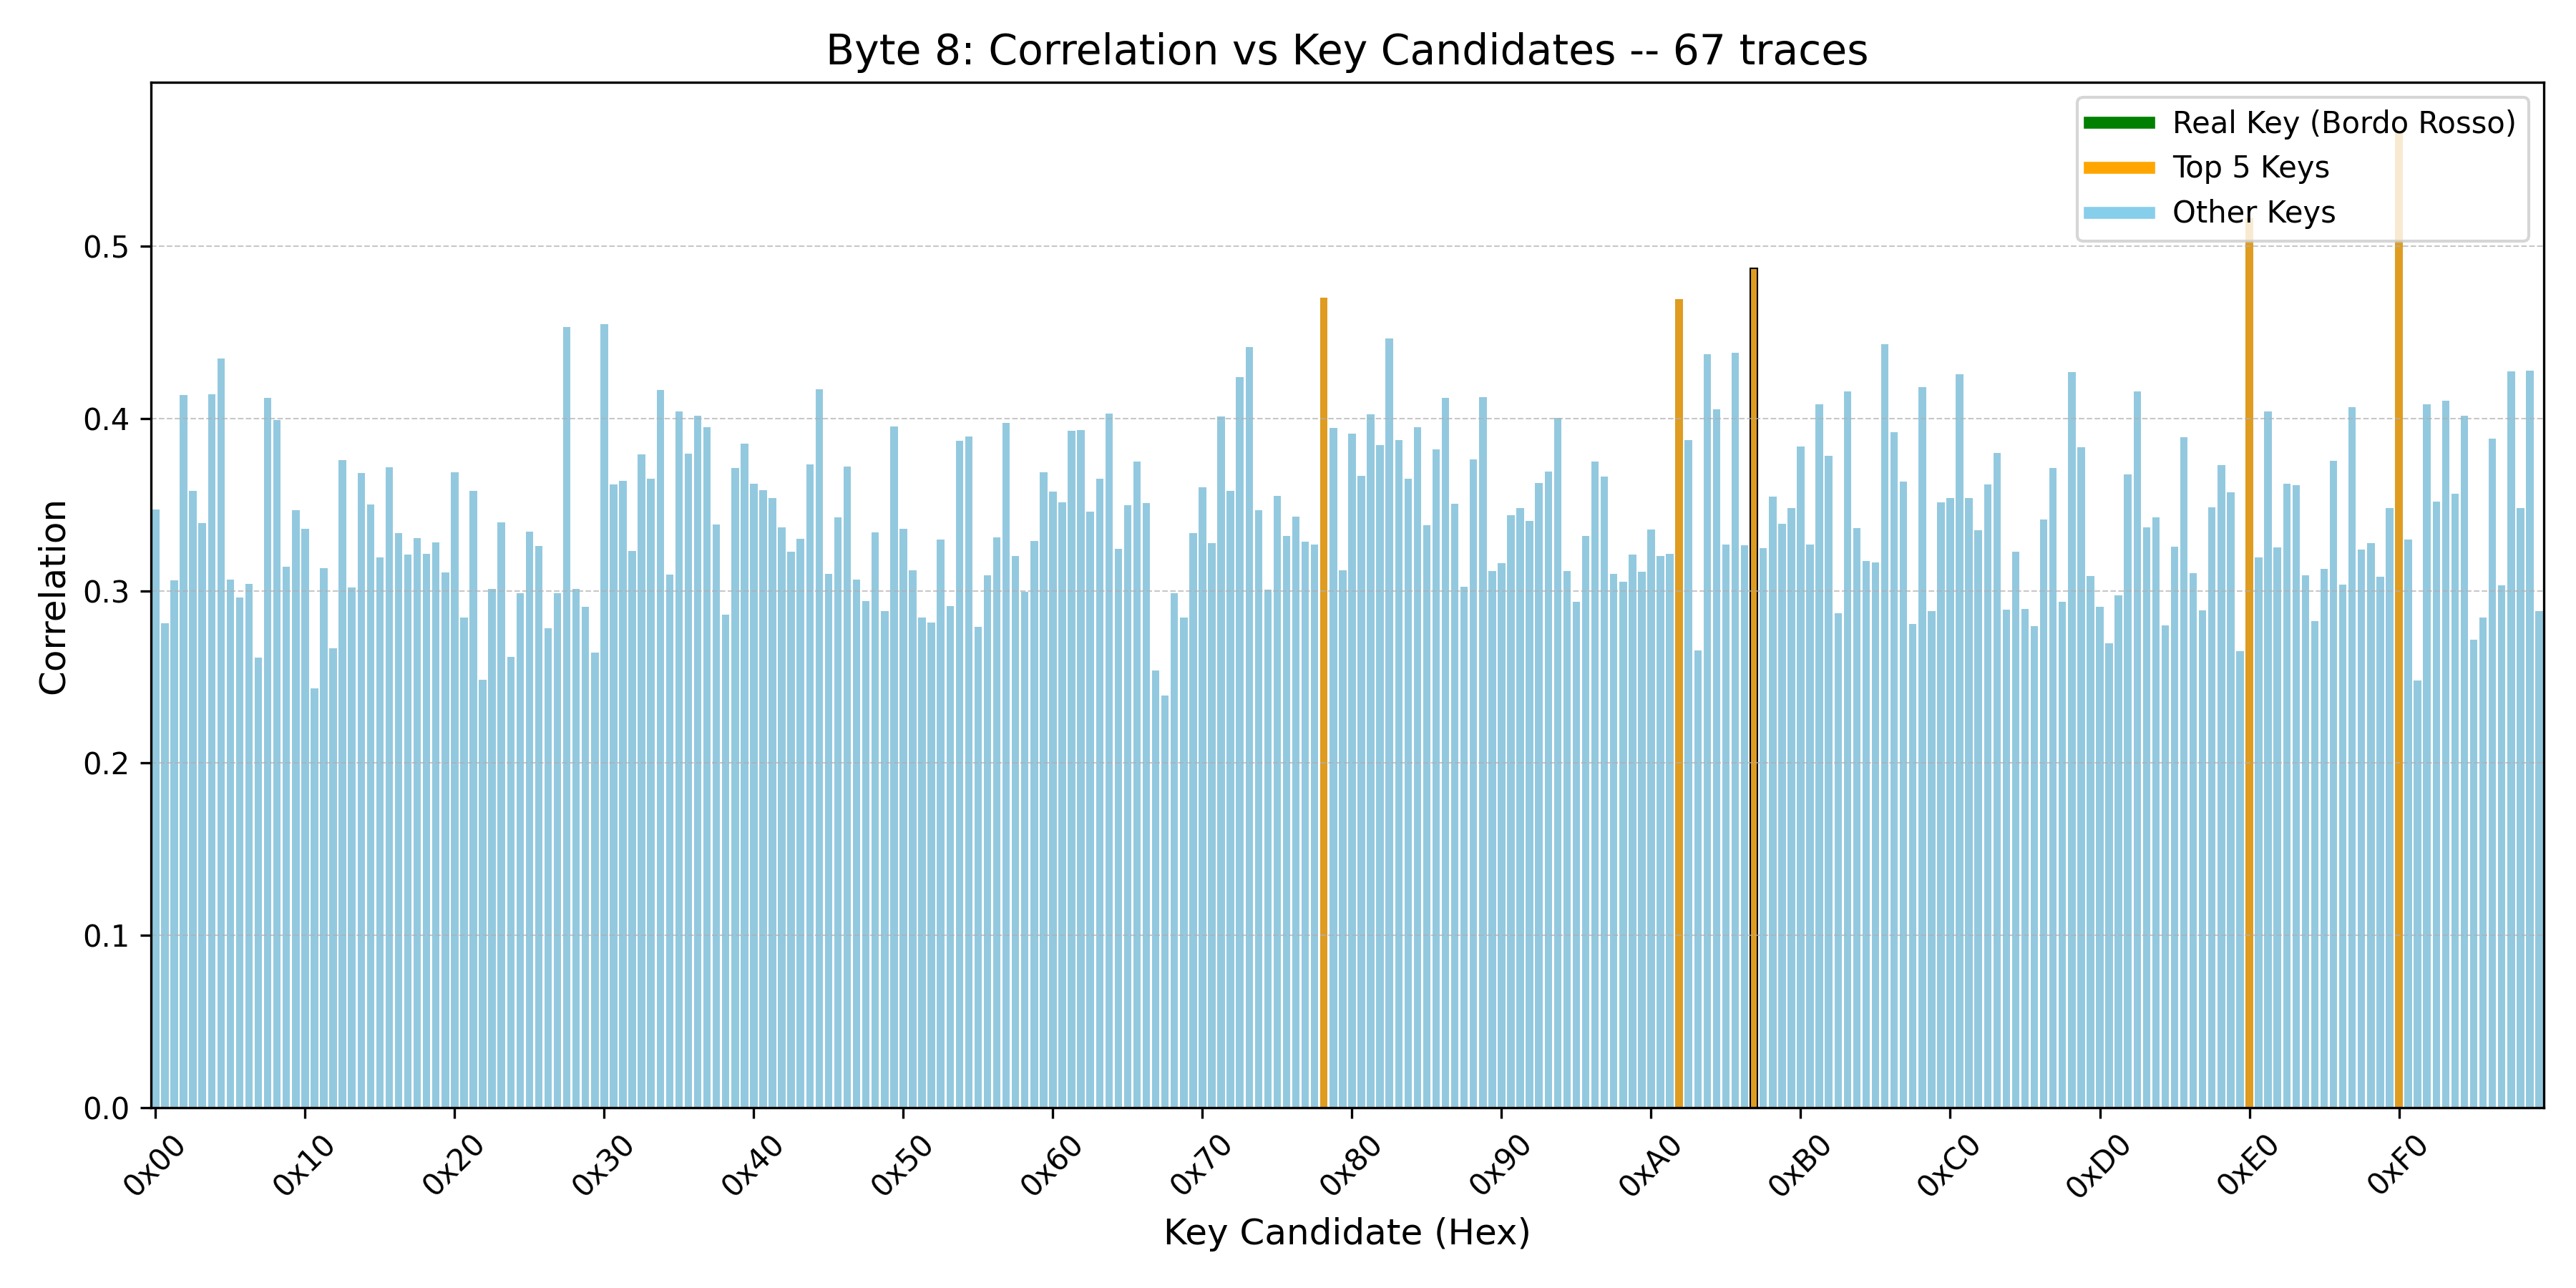 Byte 8: Correlation vs Key Candidates -- 67 traces
Real Key (Bordo Rosso)
Top 5 Keys
Other Keys
Correlation
0.5
0.4
0.3
0.2
0.1
0.0
0x00 0x10 0x20 0x30 0x40 0x50 0x60 0x70 0x80 0x90 0xA0 0xB0 0xC0 0xD0 0xE0 0xF0
Key Candidate (Hex)